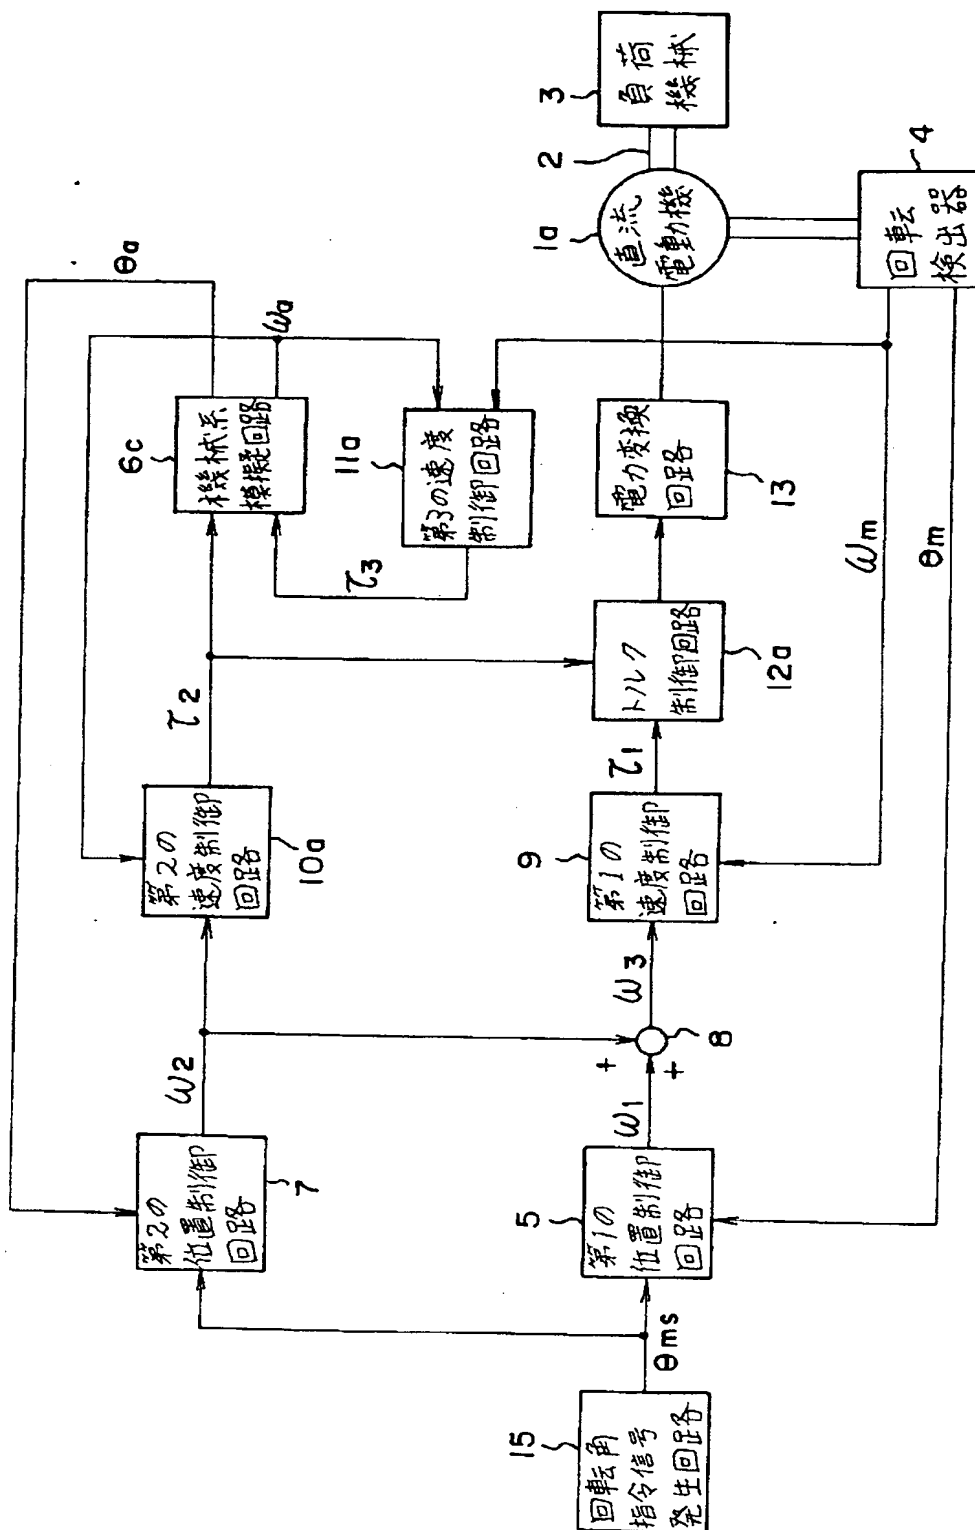 15
回転角
指令信号
発生回路
θms
第2の
位置制御
回路
7
5
第1の
位置制御
回路
ω2
ω1
+
+
8
ω3
第2の
速度制御
回路
10a
9
第1の
速度制御
回路
τ2
τ1
θa
6c
機械系
模擬回路
ωa
11a
第3の速度
制御回路
τ3
トルク
制御回路
12a
電力変換
回路
13
ωm
θm
1a
直流
電動機
2
3
負荷
機械
4
回転
検出器